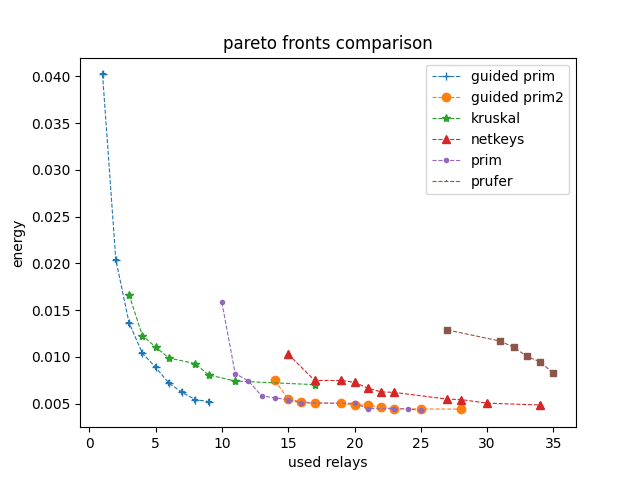 pareto fronts comparison
guided prim
guided prim2
kruskal
netkeys
prim
prufer
energy
0.040
0.035
0.030
0.025
0.020
0.015
0.010
0.005
0 5 10 15 20 25 30 35
used relays